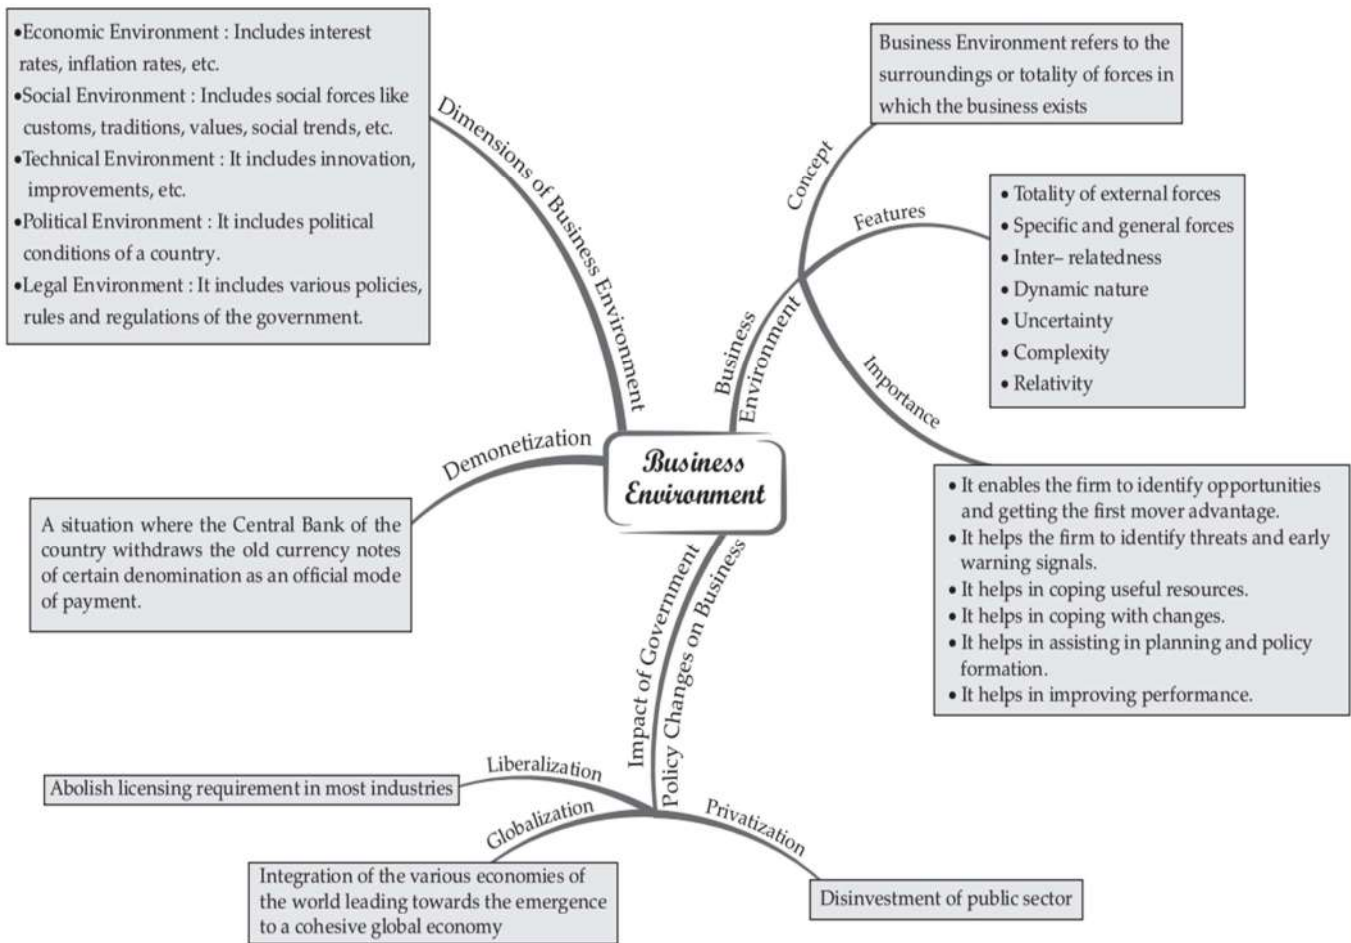 •Economic Environment : Includes interest
rates, inflation rates, etc.
•Social Environment : Includes social forces like
customs, traditions, values, social trends, etc.
•Technical Environment : It includes innovation,
improvements, etc.
•Political Environment : It includes political
conditions of a country.
•Legal Environment : It includes various policies,
rules and regulations of the government.
Dimensions of Business Environment
Business Environment refers to the
surroundings or totality of forces in
which the business exists
Concept
Features
• Totality of external forces
• Specific and general forces
• Inter– relatedness
• Dynamic nature
• Uncertainty
• Complexity
• Relativity
Business
Environment
Importance
• It enables the firm to identify opportunities
and getting the first mover advantage.
• It helps the firm to identify threats and early
warning signals.
• It helps in coping useful resources.
• It helps in coping with changes.
• It helps in assisting in planning and policy
formation.
• It helps in improving performance.
Business
Environment
Demonetization
A situation where the Central Bank of the
country withdraws the old currency notes
of certain denomination as an official mode
of payment.
Impact of Government
Policy Changes on Business
Liberalization
Abolish licensing requirement in most industries
Globalization
Integration of the various economies of
the world leading towards the emergence
to a cohesive global economy
Privatization
Disinvestment of public sector